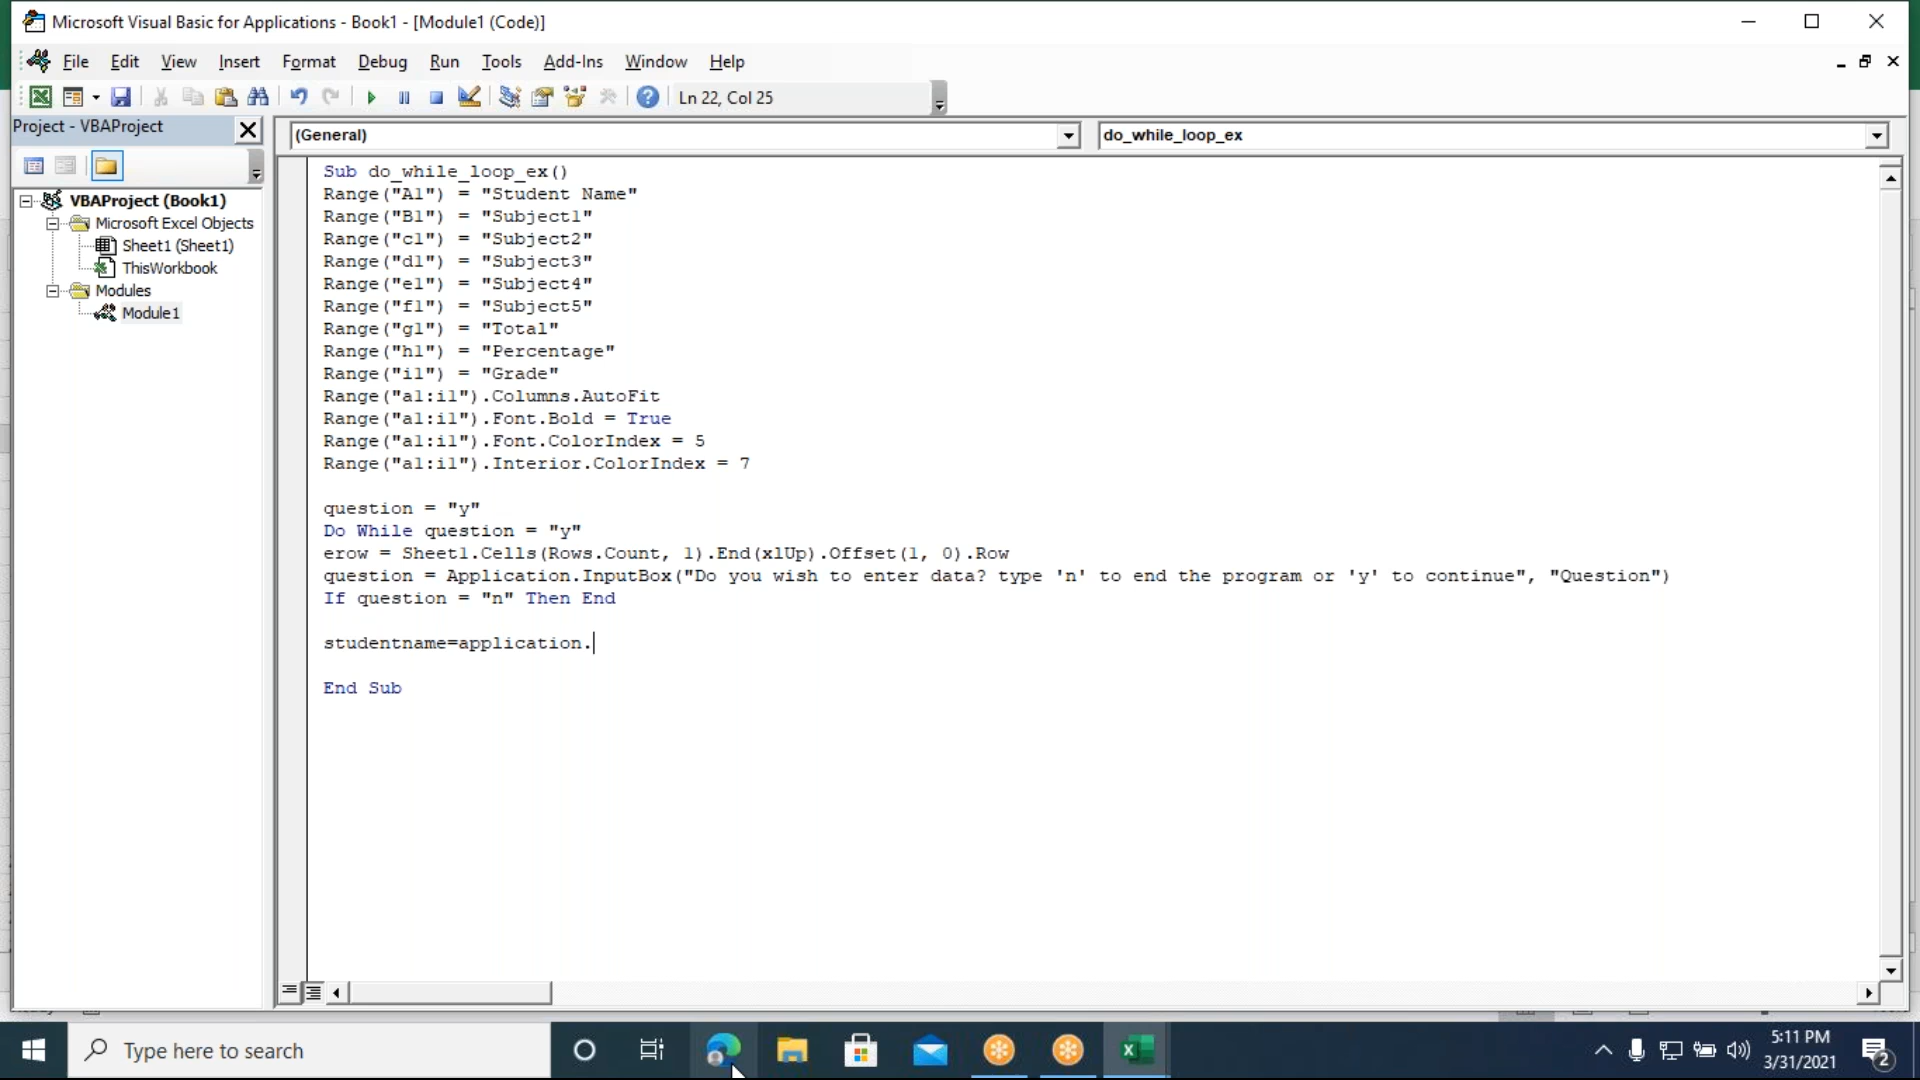 Microsoft Visual Basic for Applications - Book1 - [Module1 (Code)]
File Edit View Insert Format Debug Run Tools Add-Ins Window Help
Ln 22, Col 25
Project - VBAProject
(General)
do_while_loop_ex
VBAProject (Book1)
Microsoft Excel Objects
Sheet1 (Sheet1)
ThisWorkbook
Modules
Module1
Sub do_while_loop_ex()
Range("A1") = "Student Name"
Range("B1") = "Subject1"
Range("c1") = "Subject2"
Range("d1") = "Subject3"
Range("e1") = "Subject4"
Range("f1") = "Subject5"
Range("g1") = "Total"
Range("h1") = "Percentage"
Range("i1") = "Grade"
Range("a1:i1").Columns.AutoFit
Range("a1:i1").Font.Bold = True
Range("a1:i1").Font.ColorIndex = 5
Range("a1:i1").Interior.ColorIndex = 7
question = "y"
Do While question = "y"
erow = Sheet1.Cells(Rows.Count, 1).End(xlUp).Offset(1, 0).Row
question = Application.InputBox("Do you wish to enter data? type 'n' to end the program or 'y' to continue", "Question")
If question = "n" Then End
studentname=application.
End Sub
Type here to search
5:11 PM
3/31/2021
2